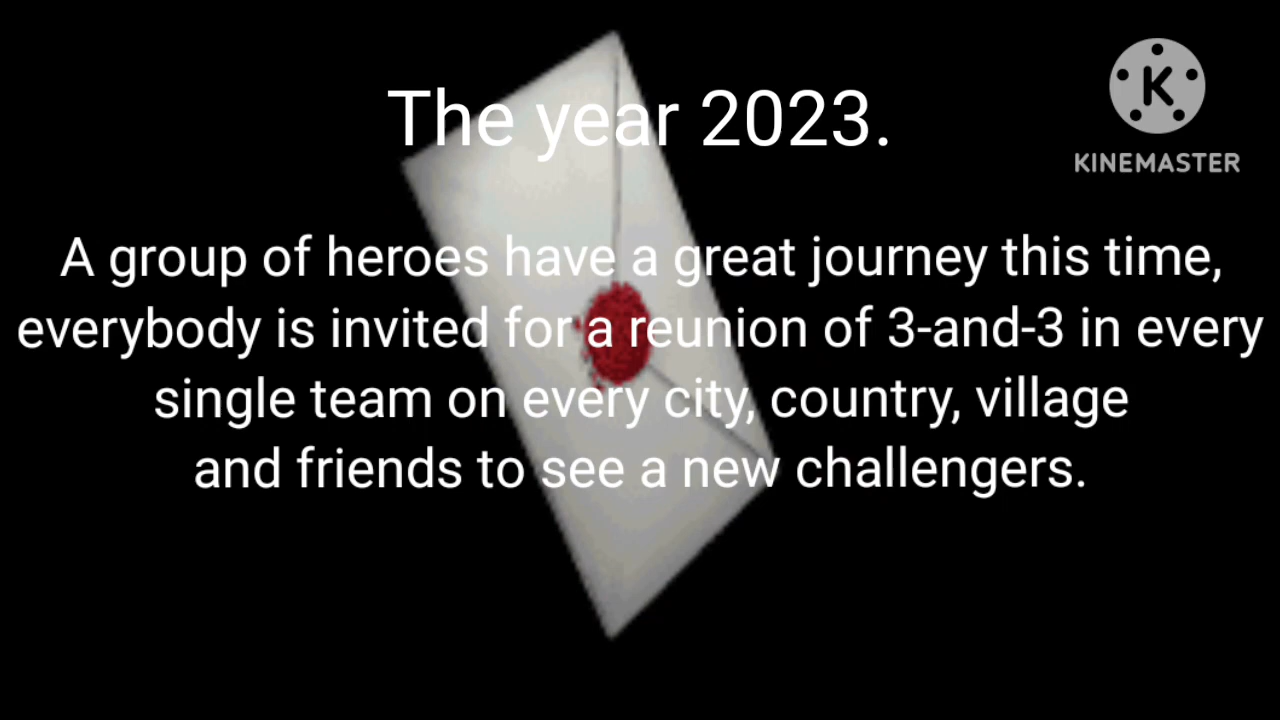 The year 2023.
KINEMASTER
A group of heroes have a great journey this time,
everybody is invited for a reunion of 3-and-3 in every
single team on every city, country, village
and friends to see a new challengers.